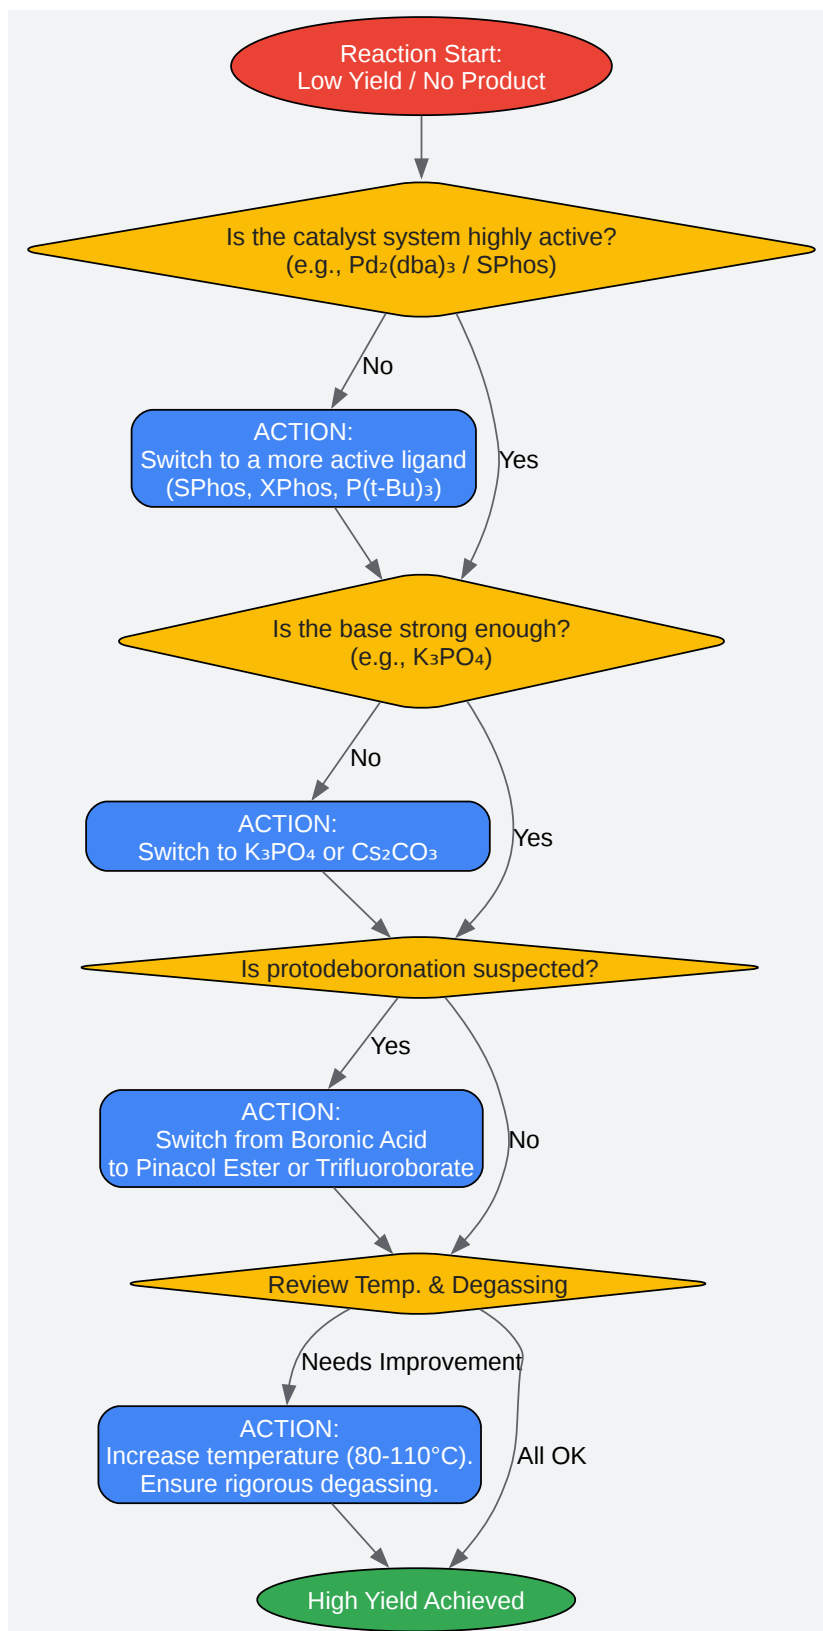 Reaction Start:
Low Yield / No Product
Is the catalyst system highly active?
(e.g., Pd₂(dba)₃ / SPhos)
No
Yes
ACTION:
Switch to a more active ligand
(SPhos, XPhos, P(t-Bu)₃)
Is the base strong enough?
(e.g., K₃PO₄)
No
Yes
ACTION:
Switch to K₃PO₄ or Cs₂CO₃
Is protodeboronation suspected?
Yes
No
ACTION:
Switch from Boronic Acid
to Pinacol Ester or Trifluoroborate
Review Temp. & Degassing
Needs Improvement
All OK
ACTION:
Increase temperature (80-110°C).
Ensure rigorous degassing.
High Yield Achieved